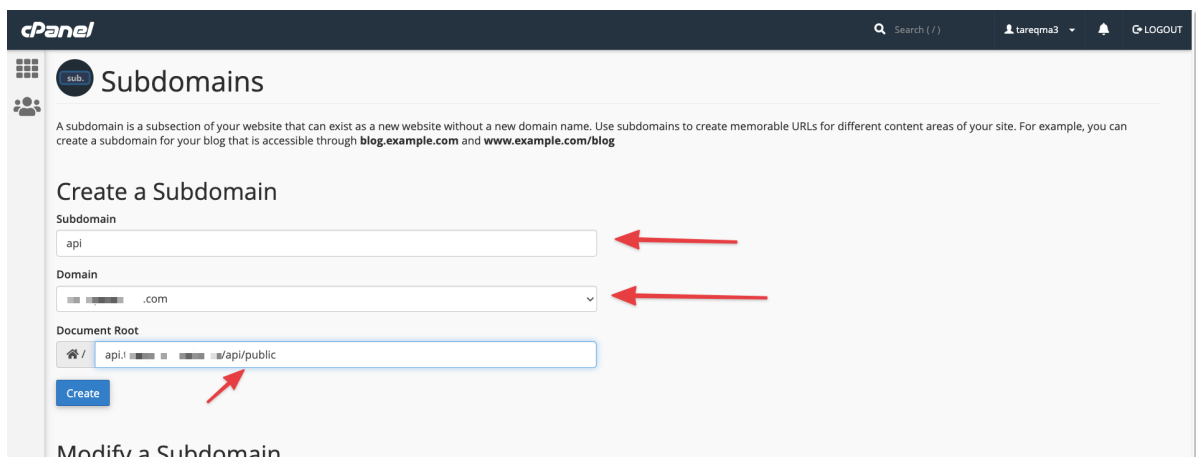 cPanel
Search ( / )
tareqma3
LOGOUT
sub.
Subdomains
A subdomain is a subsection of your website that can exist as a new website without a new domain name. Use subdomains to create memorable URLs for different content areas of your site. For example, you can
create a subdomain for your blog that is accessible through blog.example.com and www.example.com/blog
Create a Subdomain
Subdomain
api
Domain
.com
Document Root
/
api. /api/public
Create
Modify a Subdomain